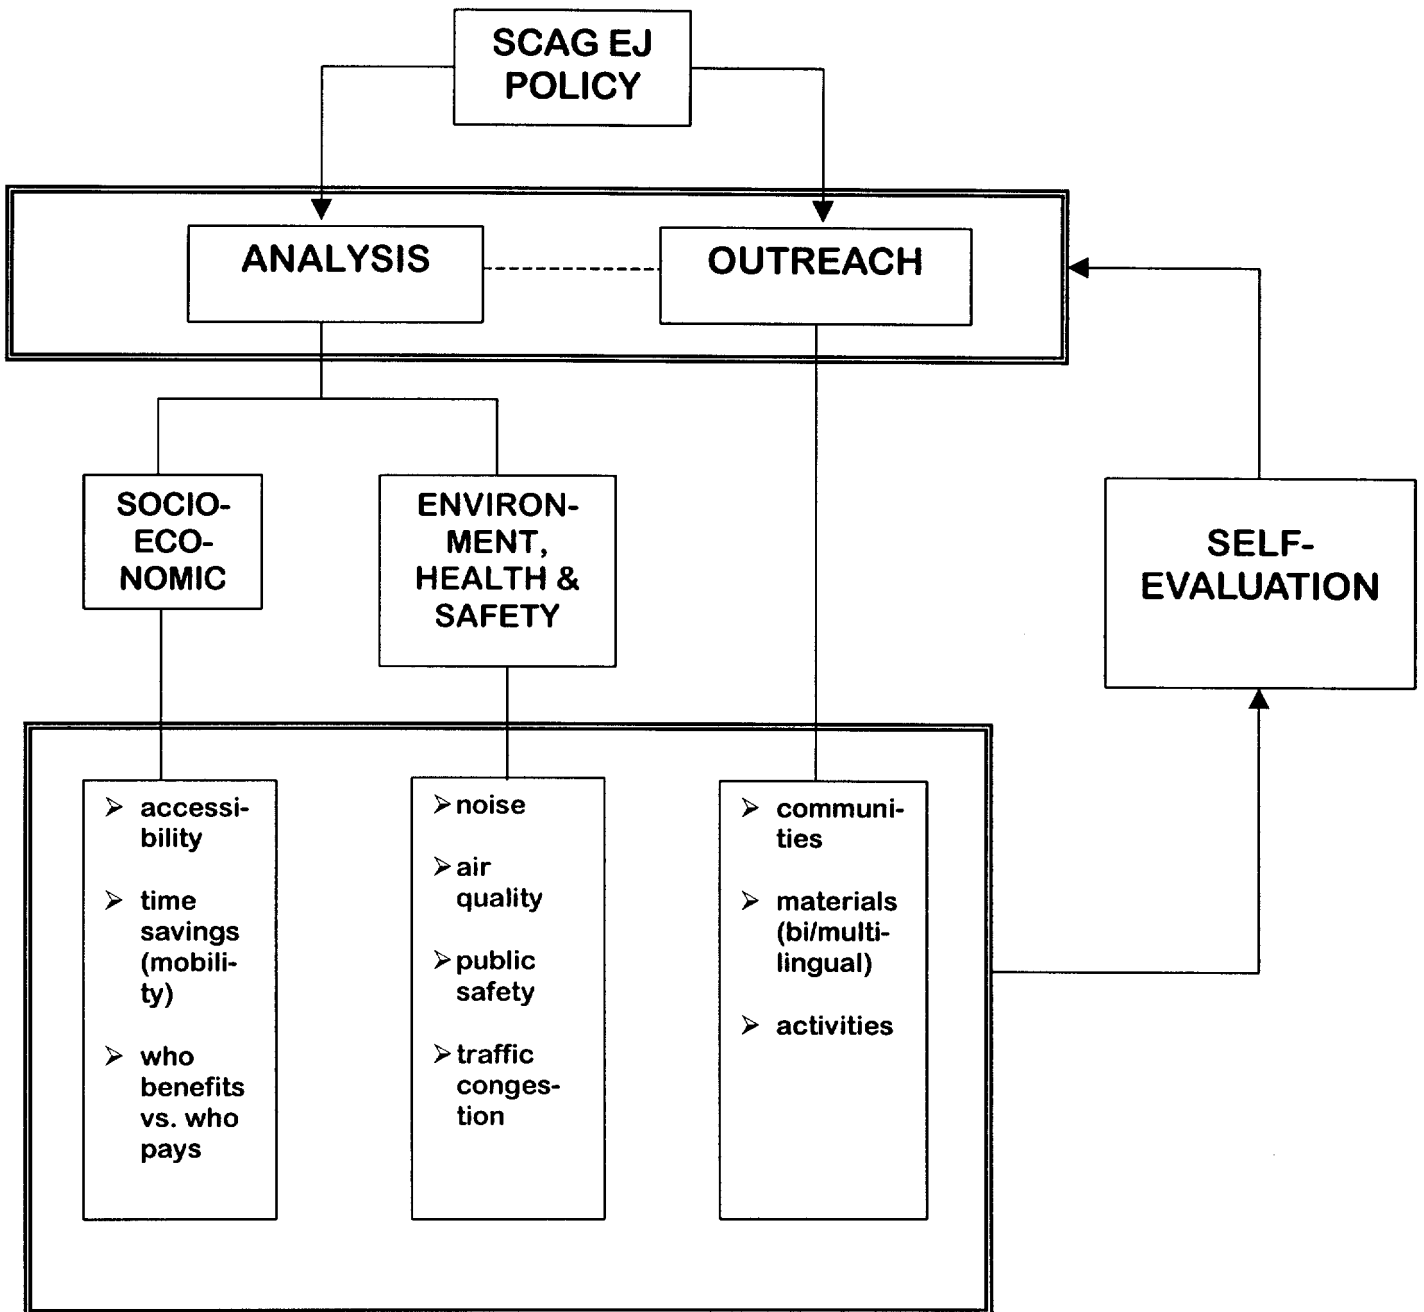 SCAG EJ
POLICY
ANALYSIS
OUTREACH
SOCIO-
ECO-
NOMIC
ENVIRON-
MENT,
HEALTH &
SAFETY
SELF-
EVALUATION
➢ accessi-
bility
➢ time
savings
(mobili-
ty)
➢ who
benefits
vs. who
pays
➢ noise
➢ air
quality
➢ public
safety
➢ traffic
conges-
tion
➢ communi-
ties
➢ materials
(bi/multi-
lingual)
➢ activities